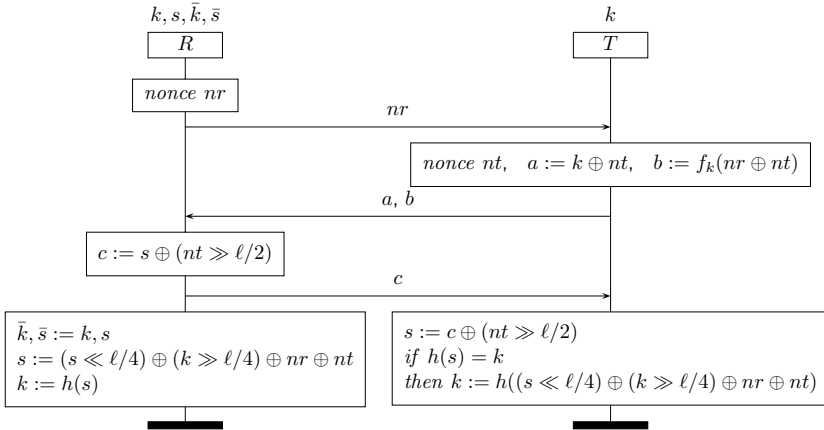 k, s, k̄, s̄
k
R
T
nonce nr
nr
nonce nt, a := k ⊕ nt, b := f_k(nr ⊕ nt)
a, b
c := s ⊕ (nt ≫ ℓ/2)
c
k̄, s̄ := k, s
s := (s ≪ ℓ/4) ⊕ (k ≫ ℓ/4) ⊕ nr ⊕ nt
k := h(s)
s := c ⊕ (nt ≫ ℓ/2)
if h(s) = k
then k := h((s ≪ ℓ/4) ⊕ (k ≫ ℓ/4) ⊕ nr ⊕ nt)